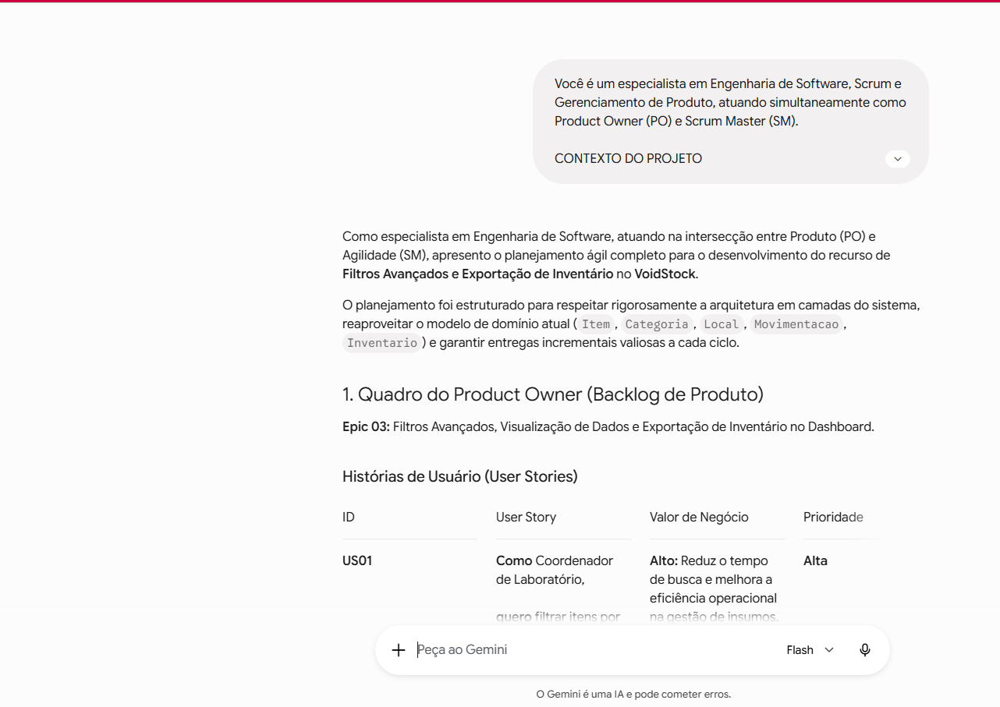 Você é um especialista em Engenharia de Software, Scrum e
Gerenciamento de Produto, atuando simultaneamente como
Product Owner (PO) e Scrum Master (SM).
CONTEXTO DO PROJETO
Como especialista em Engenharia de Software, atuando na intersecção entre Produto (PO) e
Agilidade (SM), apresento o planejamento ágil completo para o desenvolvimento do recurso de
Filtros Avançados e Exportação de Inventário no VoidStock.
O planejamento foi estruturado para respeitar rigorosamente a arquitetura em camadas do sistema,
reaproveitar o modelo de domínio atual ( Item , Categoria , Local , Movimentacao ,
Inventario ) e garantir entregas incrementais valiosas a cada ciclo.
1. Quadro do Product Owner (Backlog de Produto)
Epic 03: Filtros Avançados, Visualização de Dados e Exportação de Inventário no Dashboard.
Histórias de Usuário (User Stories)
ID User Story Valor de Negócio Prioridade
US01 Como Coordenador Alto: Reduz o tempo Alta
de Laboratório, de busca e melhora a
eficiência operacional
quero filtrar itens por na gestão de insumos.
Peça ao Gemini Flash
O Gemini é uma IA e pode cometer erros.